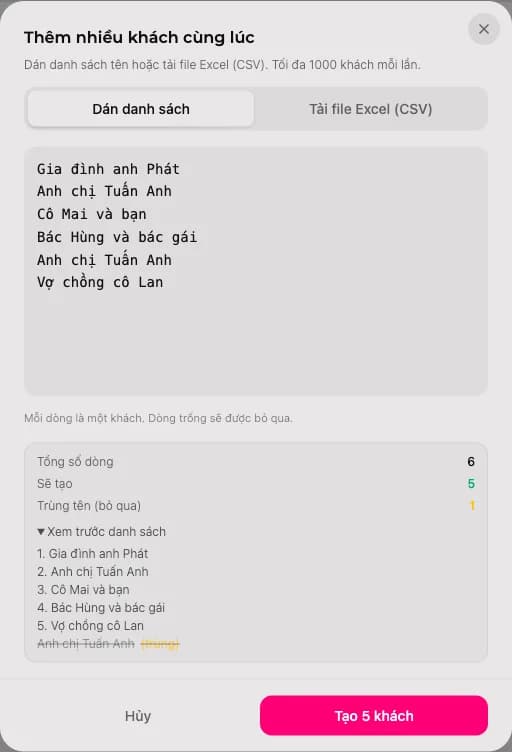 Thêm nhiều khách cùng lúc
Dán danh sách tên hoặc tải file Excel (CSV). Tối đa 1000 khách mỗi lần.
Dán danh sách
Tải file Excel (CSV)
Gia đình anh Phát
Anh chị Tuấn Anh
Cô Mai và bạn
Bác Hùng và bác gái
Anh chị Tuấn Anh
Vợ chồng cô Lan
Mỗi dòng là một khách. Dòng trống sẽ được bỏ qua.
Tổng số dòng 6
Sẽ tạo 5
Trùng tên (bỏ qua) 1
▼Xem trước danh sách
1. Gia đình anh Phát
2. Anh chị Tuấn Anh
3. Cô Mai và bạn
4. Bác Hùng và bác gái
5. Vợ chồng cô Lan
Anh chị Tuấn Anh (trùng)
Hủy
Tạo 5 khách